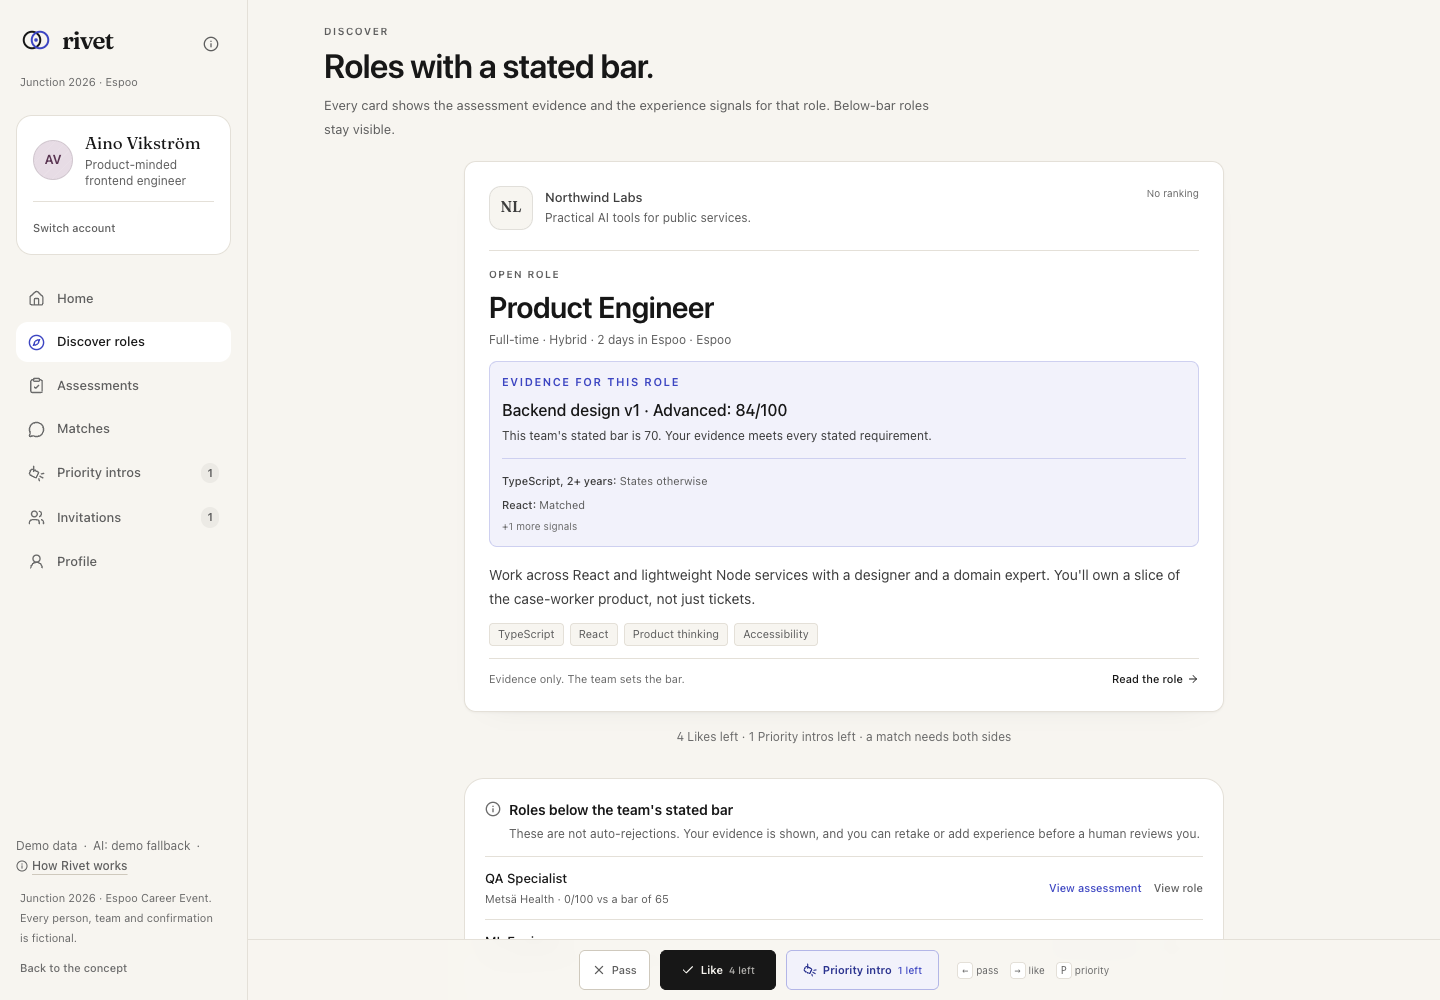 rivet
Junction 2026 · Espoo
AV
Aino Vikström
Product-minded
frontend engineer
Switch account
Home
Discover roles
Assessments
Matches
Priority intros 1
Invitations 1
Profile
Demo data · AI: demo fallback ·
How Rivet works
Junction 2026 · Espoo Career Event.
Every person, team and confirmation
is fictional.
Back to the concept
DISCOVER
Roles with a stated bar.
Every card shows the assessment evidence and the experience signals for that role. Below-bar roles
stay visible.
NL
Northwind Labs
Practical AI tools for public services.
No ranking
OPEN ROLE
Product Engineer
Full-time · Hybrid · 2 days in Espoo · Espoo
EVIDENCE FOR THIS ROLE
Backend design v1 · Advanced: 84/100
This team's stated bar is 70. Your evidence meets every stated requirement.
TypeScript, 2+ years: States otherwise
React: Matched
+1 more signals
Work across React and lightweight Node services with a designer and a domain expert. You'll own a slice of
the case-worker product, not just tickets.
TypeScript React Product thinking Accessibility
Evidence only. The team sets the bar.
Read the role →
4 Likes left · 1 Priority intros left · a match needs both sides
Roles below the team's stated bar
These are not auto-rejections. Your evidence is shown, and you can retake or add experience before a human reviews you.
QA Specialist
Metsä Health · 0/100 vs a bar of 65
View assessment View role
Pass
Like 4 left
Priority intro 1 left
← pass → like P priority